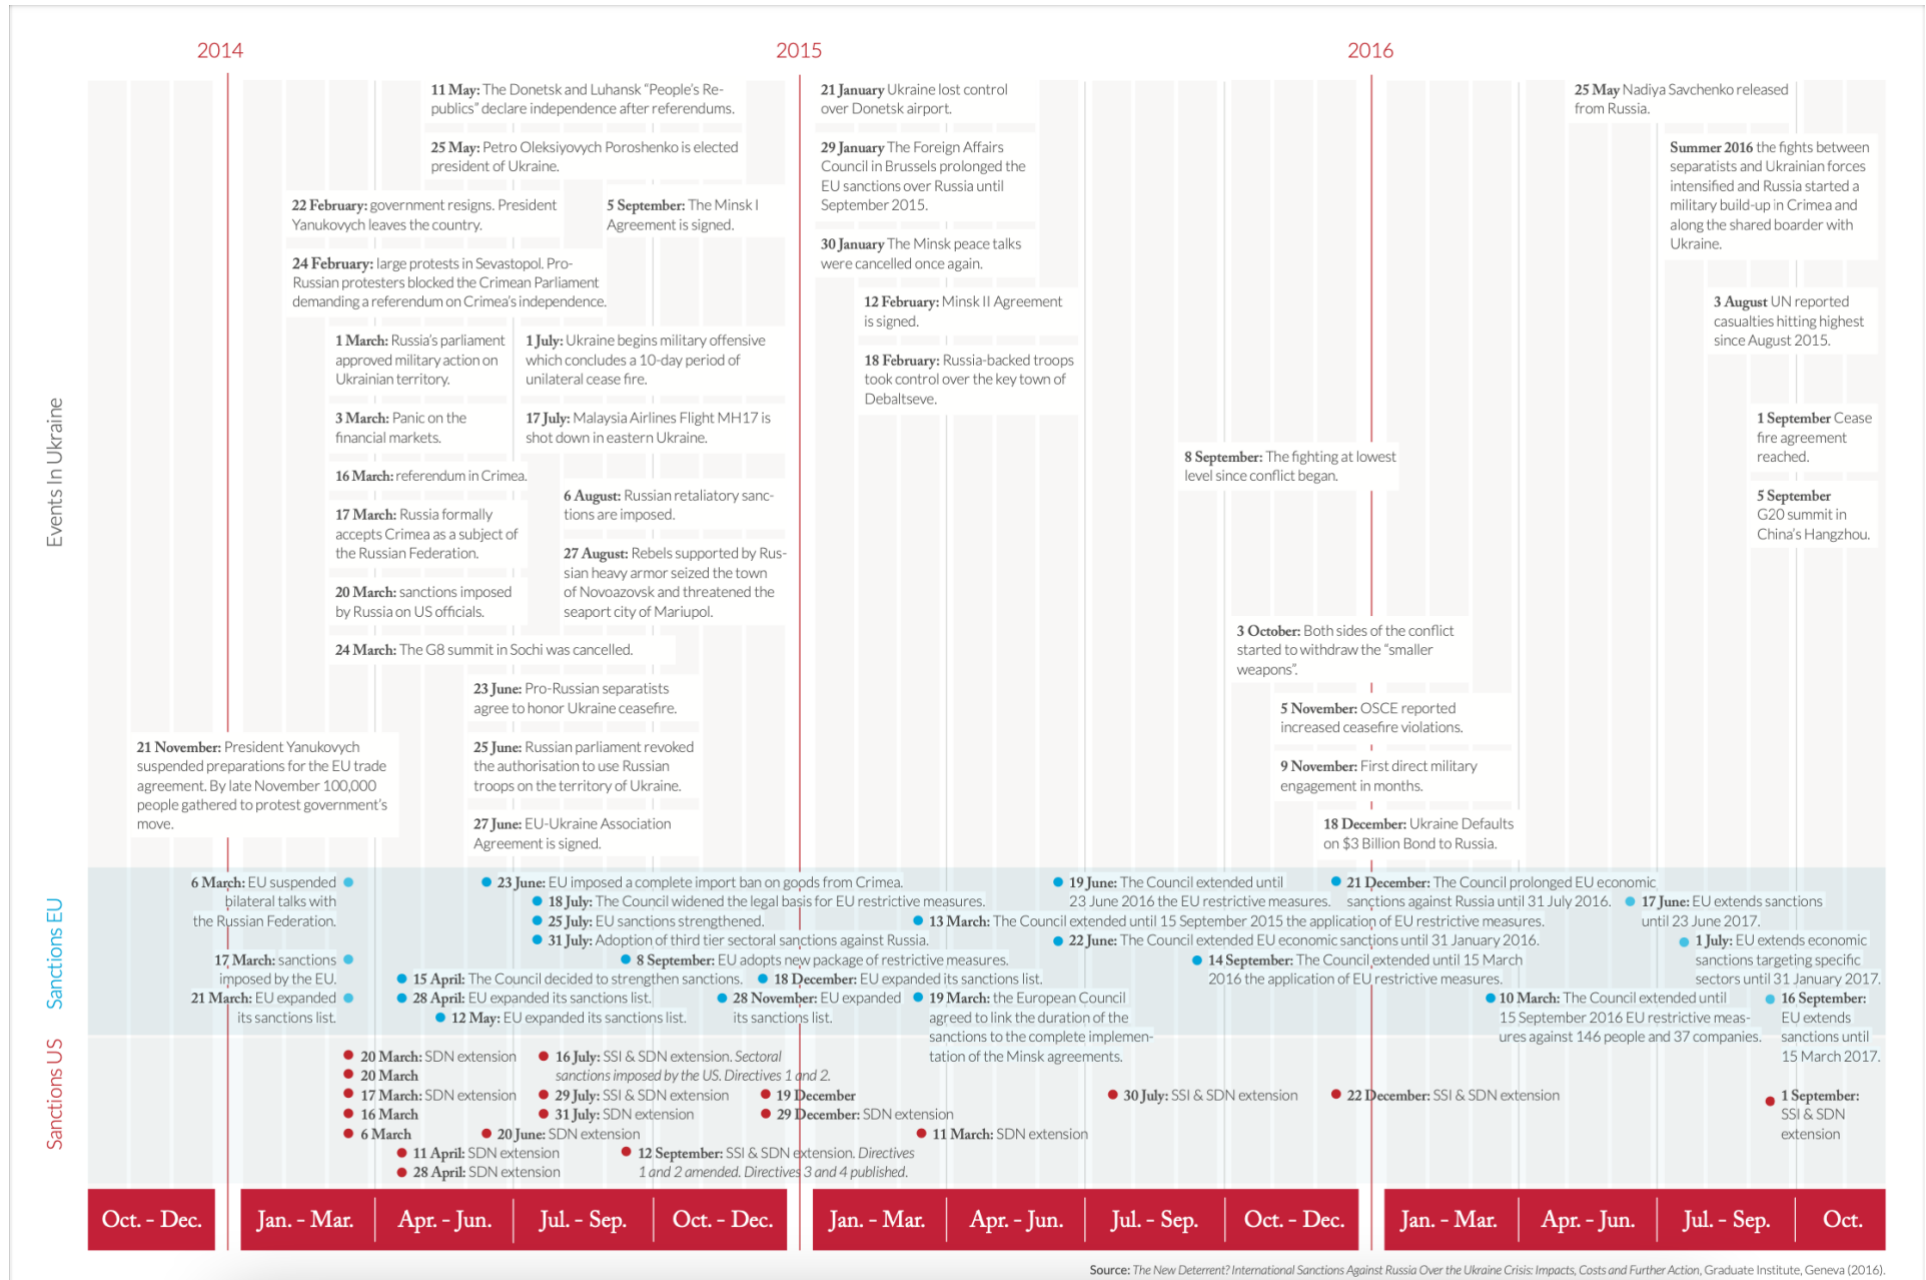 2014
2015
2016
Events In Ukraine
21 November: President Yanukovych
suspended preparations for the EU trade
agreement. By late November 100,000
people gathered to protest government's
move.
11 May: The Donetsk and Luhansk “People's Re-
publics” declare independence after referendums.
25 May: Petro Oleksiyovych Poroshenko is elected
president of Ukraine.
22 February: government resigns. President
Yanukovych leaves the country.
5 September: The Minsk I
Agreement is signed.
24 February: large protests in Sevastopol. Pro-
Russian protesters blocked the Crimean Parliament
demanding a referendum on Crimea's independence.
1 March: Russia's parliament
approved military action on
Ukrainian territory.
3 March: Panic on the
financial markets.
16 March: referendum in Crimea.
17 March: Russia formally
accepts Crimea as a subject of
the Russian Federation.
20 March: sanctions imposed
by Russia on US officials.
24 March: The G8 summit in Sochi was cancelled.
1 July: Ukraine begins military offensive
which concludes a 10-day period of
unilateral cease fire.
17 July: Malaysia Airlines Flight MH17 is
shot down in eastern Ukraine.
6 August: Russian retaliatory sanc-
tions are imposed.
27 August: Rebels supported by Rus-
sian heavy armor seized the town
of Novoazovsk and threatened the
seaport city of Mariupol.
23 June: Pro-Russian separatists
agree to honor Ukraine ceasefire.
25 June: Russian parliament revoked
the authorisation to use Russian
troops on the territory of Ukraine.
27 June: EU-Ukraine Association
Agreement is signed.
21 January Ukraine lost control
over Donetsk airport.
29 January The Foreign Affairs
Council in Brussels prolonged the
EU sanctions over Russia until
September 2015.
30 January The Minsk peace talks
were cancelled once again.
12 February: Minsk II Agreement
is signed.
18 February: Russia-backed troops
took control over the key town of
Debaltseve.
8 September: The fighting at lowest
level since conflict began.
3 October: Both sides of the conflict
started to withdraw the “smaller
weapons”.
5 November: OSCE reported
increased ceasefire violations.
9 November: First direct military
engagement in months.
18 December: Ukraine Defaults
on $3 Billion Bond to Russia.
25 May Nadiya Savchenko released
from Russia.
Summer 2016 the fights between
separatists and Ukrainian forces
intensified and Russia started a
military build-up in Crimea and
along the shared boarder with
Ukraine.
3 August UN reported
casualties hitting highest
since August 2015.
1 September Cease
fire agreement
reached.
5 September
G20 summit in
China's Hangzhou.
Sanctions EU
6 March: EU suspended
bilateral talks with
the Russian Federation.
17 March: sanctions
imposed by the EU.
21 March: EU expanded
its sanctions list.
23 June: EU imposed a complete import ban on goods from Crimea.
18 July: The Council widened the legal basis for EU restrictive measures.
25 July: EU sanctions strengthened.
31 July: Adoption of third tier sectoral sanctions against Russia.
8 September: EU adopts new package of restrictive measures.
15 April: The Council decided to strengthen sanctions.
18 December: EU expanded its sanctions list.
28 April: EU expanded its sanctions list.
28 November: EU expanded
its sanctions list.
12 May: EU expanded its sanctions list.
13 March: The Council extended until 15 September 2015 the application of EU restrictive measures.
19 March: the European Council
agreed to link the duration of the
sanctions to the complete implemen-
tation of the Minsk agreements.
19 June: The Council extended until
23 June 2016 the EU restrictive measures.
22 June: The Council extended EU economic sanctions until 31 January 2016.
14 September: The Council extended until 15 March
2016 the application of EU restrictive measures.
21 December: The Council prolonged EU economic
sanctions against Russia until 31 July 2016.
10 March: The Council extended until
15 September 2016 EU restrictive meas-
ures against 146 people and 37 companies.
17 June: EU extends sanctions
until 23 June 2017.
1 July: EU extends economic
sanctions targeting specific
sectors until 31 January 2017.
16 September:
EU extends
sanctions until
15 March 2017.
Sanctions US
20 March: SDN extension
20 March
17 March: SDN extension
16 March
6 March
11 April: SDN extension
28 April: SDN extension
16 July: SSI & SDN extension. Sectoral
sanctions imposed by the US. Directives 1 and 2.
29 July: SSI & SDN extension
31 July: SDN extension
20 June: SDN extension
12 September: SSI & SDN extension. Directives
1 and 2 amended. Directives 3 and 4 published.
19 December
29 December: SDN extension
11 March: SDN extension
30 July: SSI & SDN extension
22 December: SSI & SDN extension
1 September:
SSI & SDN
extension
Oct. - Dec.
Jan. - Mar.
Apr. - Jun.
Jul. - Sep.
Oct. - Dec.
Jan. - Mar.
Apr. - Jun.
Jul. - Sep.
Oct. - Dec.
Jan. - Mar.
Apr. - Jun.
Jul. - Sep.
Oct.
Source: The New Deterrent? International Sanctions Against Russia Over the Ukraine Crisis: Impacts, Costs and Further Action, Graduate Institute, Geneva (2016).